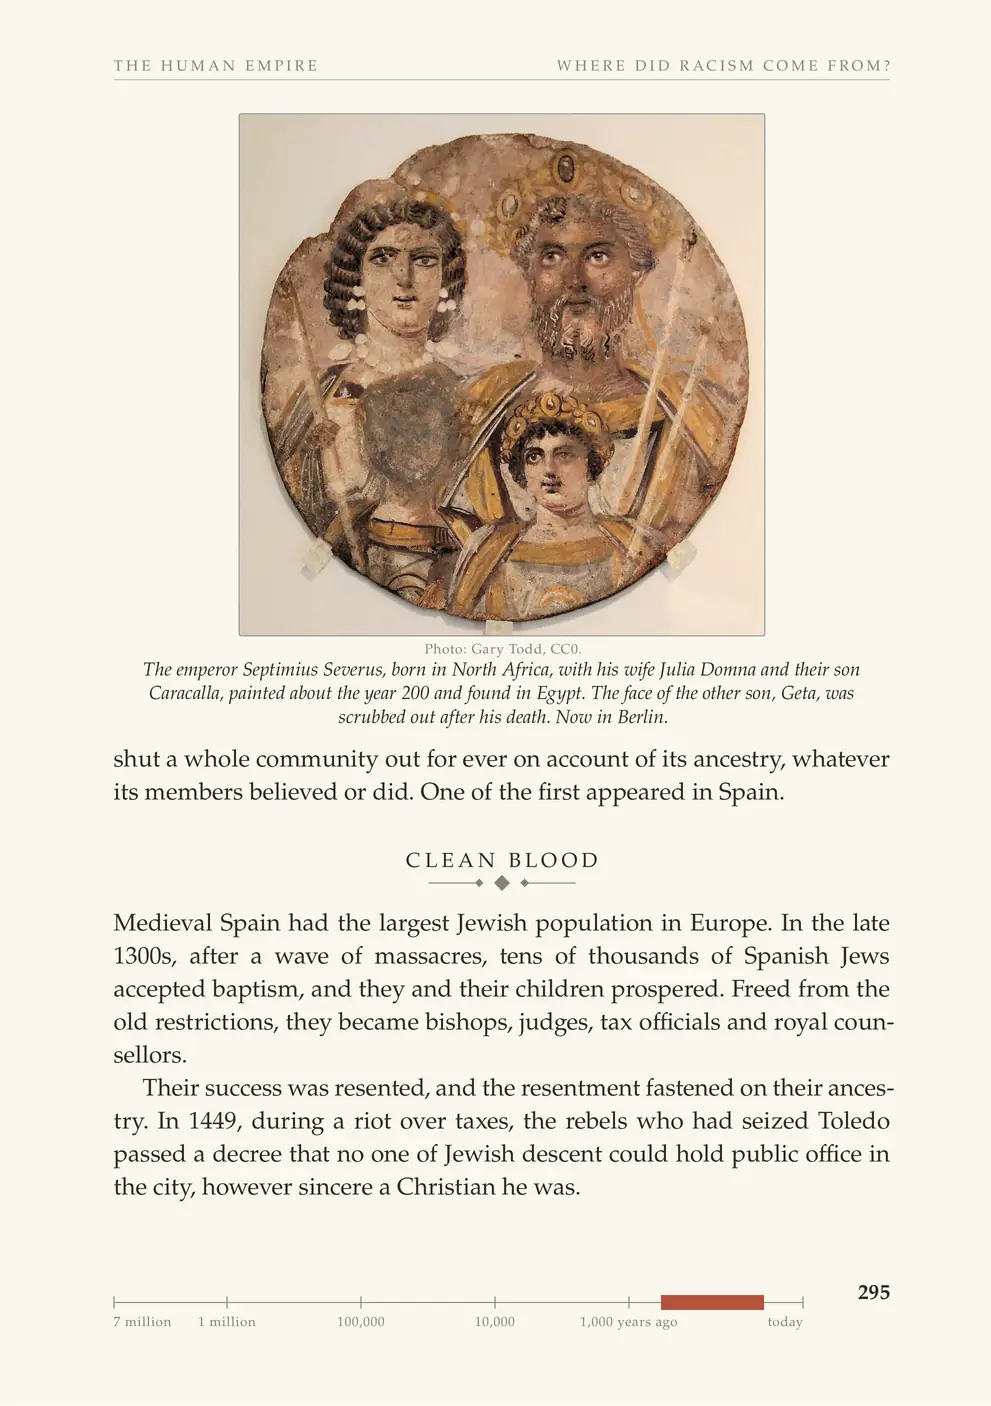 THE HUMAN EMPIRE
WHERE DID RACISM COME FROM?
Photo: Gary Todd, CC0.
The emperor Septimius Severus, born in North Africa, with his wife Julia Domna and their son
Caracalla, painted about the year 200 and found in Egypt. The face of the other son, Geta, was
scrubbed out after his death. Now in Berlin.
shut a whole community out for ever on account of its ancestry, whatever
its members believed or did. One of the first appeared in Spain.
CLEAN BLOOD
Medieval Spain had the largest Jewish population in Europe. In the late
1300s, after a wave of massacres, tens of thousands of Spanish Jews
accepted baptism, and they and their children prospered. Freed from the
old restrictions, they became bishops, judges, tax officials and royal coun-
sellors.
Their success was resented, and the resentment fastened on their ances-
try. In 1449, during a riot over taxes, the rebels who had seized Toledo
passed a decree that no one of Jewish descent could hold public office in
the city, however sincere a Christian he was.
295
7 million 1 million 100,000 10,000 1,000 years ago today